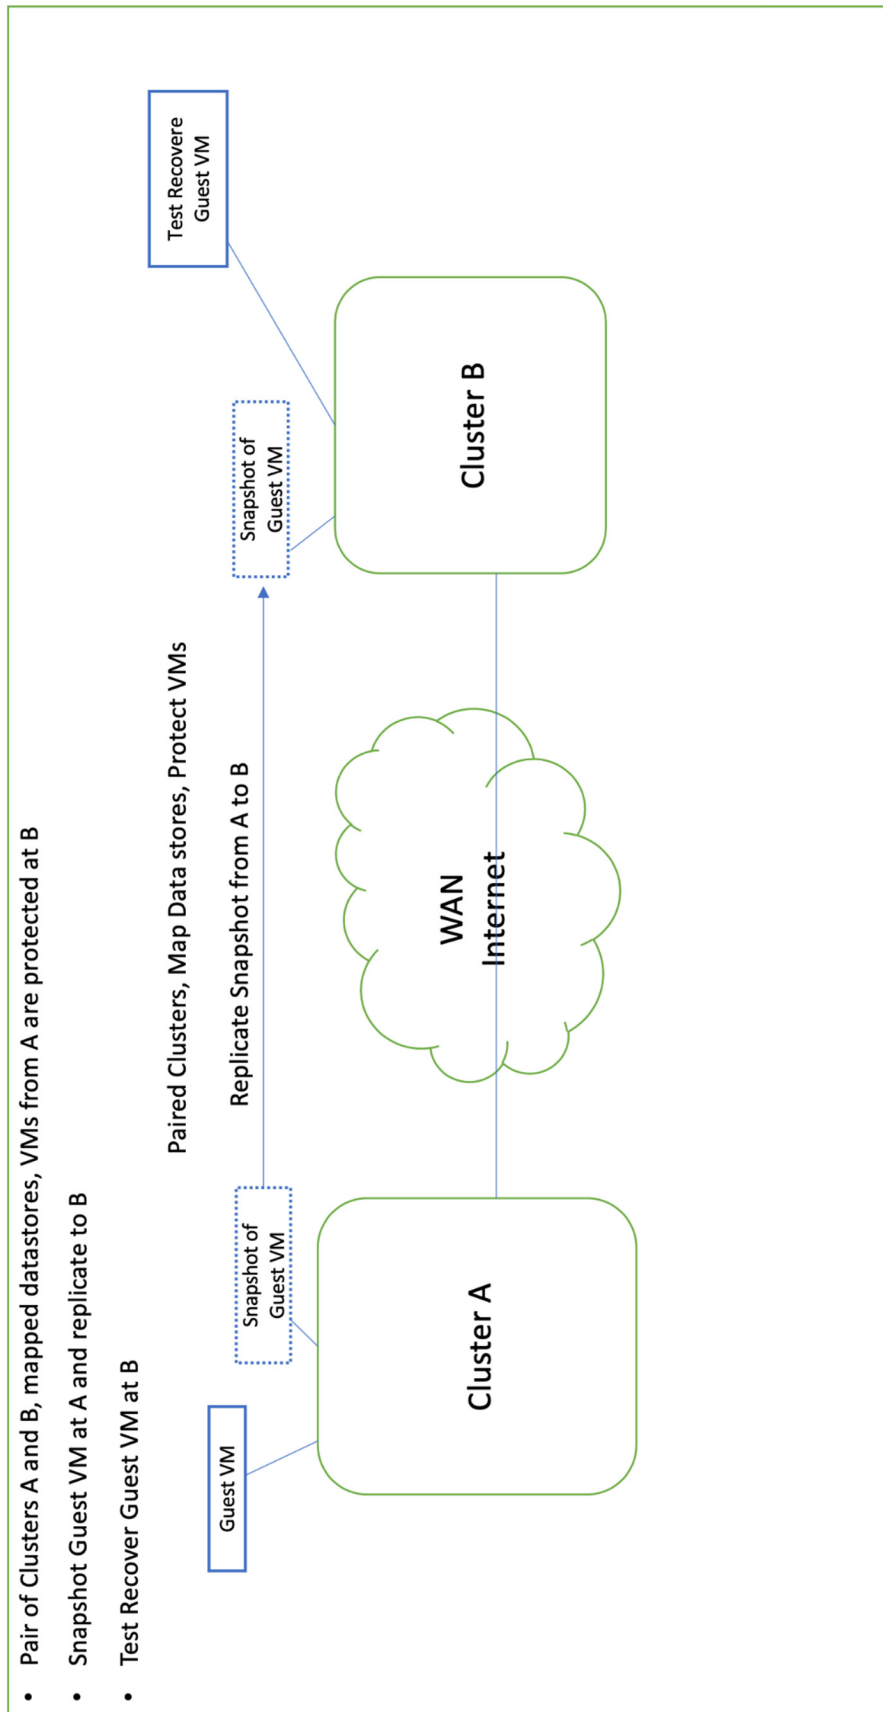 • Pair of Clusters A and B, mapped datastores, VMs from A are protected at B
• Snapshot Guest VM at A and replicate to B
• Test Recover Guest VM at B
Paired Clusters, Map Data stores, Protect VMs
Replicate Snapshot from A to B
Guest VM
Snapshot of
Guest VM
Snapshot of
Guest VM
Test Recovere
Guest VM
Cluster A
WAN
Internet
Cluster B